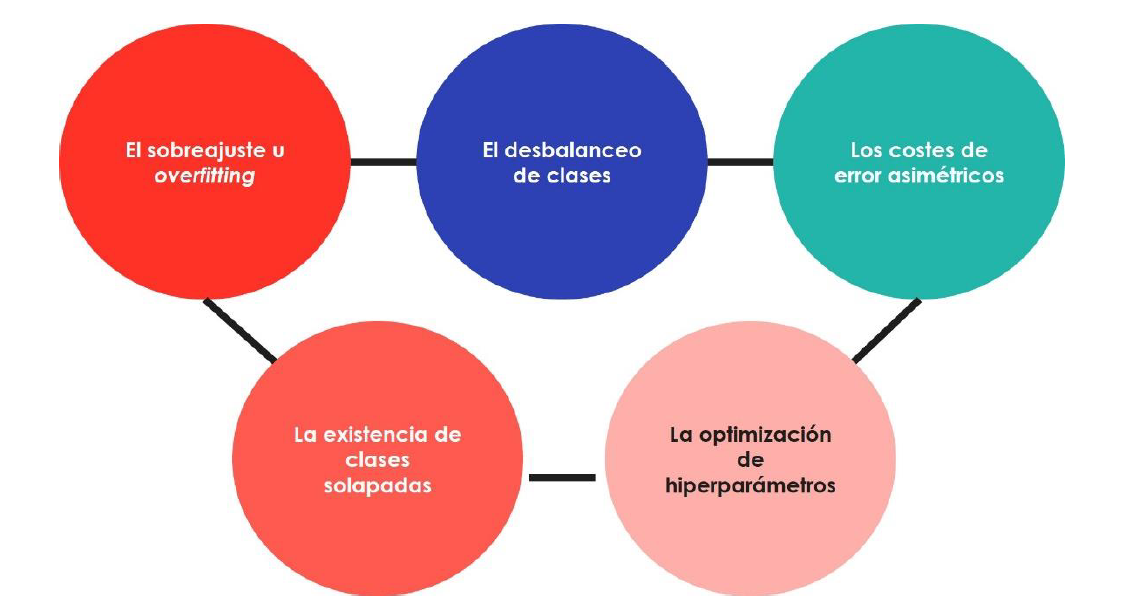 El sobreajuste u
overfitting
El desbalanceo
de clases
Los costes de
error asimétricos
La existencia de
clases
solapadas
La optimización
de
hiperparámetros